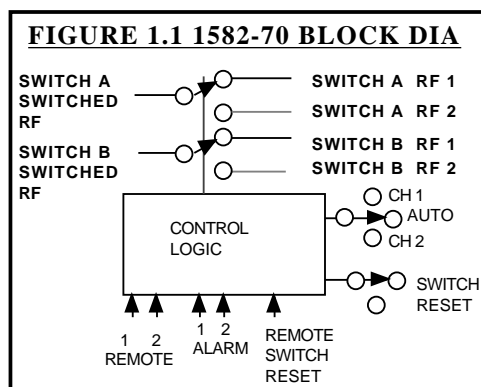 FIGURE 1.1 1582-70 BLOCK DIA
SWITCH A
SWITCHED
RF
SWITCH A RF 1
SWITCH A RF 2
SWITCH B
SWITCHED
RF
SWITCH B RF 1
SWITCH B RF 2
CONTROL
LOGIC
CH 1
AUTO
CH 2
SWITCH
RESET
1 2
REMOTE
1 2
ALARM
REMOTE
SWITCH
RESET